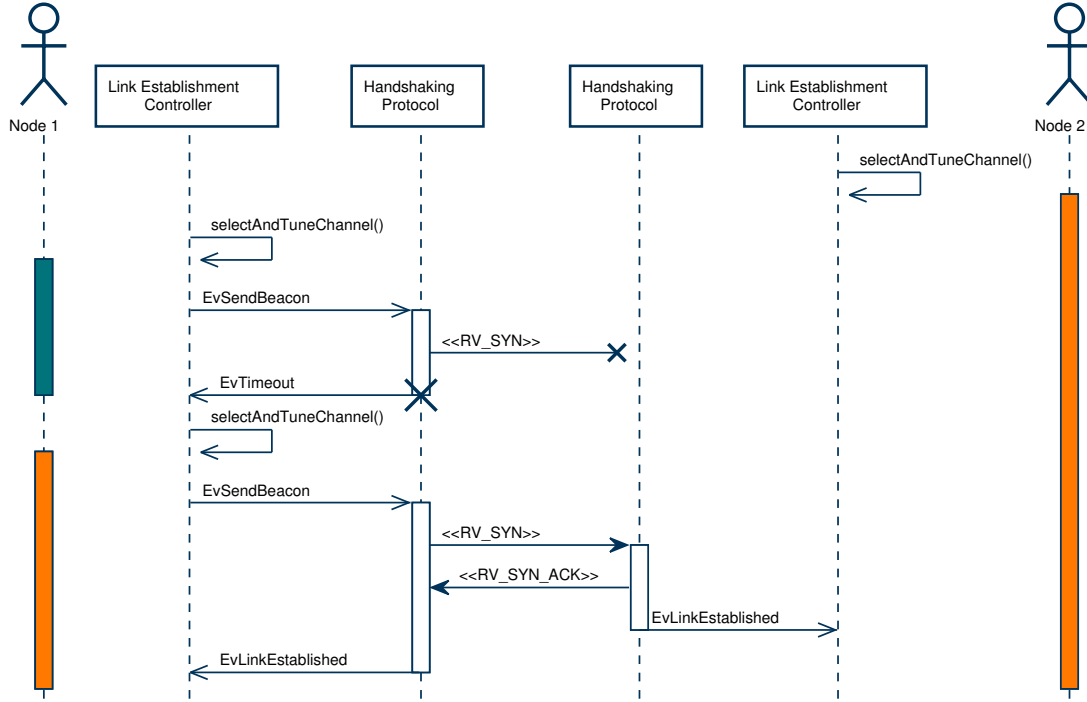 Link Establishment
Controller
Handshaking
Protocol
Handshaking
Protocol
Link Establishment
Controller
Node 1
Node 2
selectAndTuneChannel()
selectAndTuneChannel()
EvSendBeacon
<<RV_SYN>>
EvTimeout
selectAndTuneChannel()
EvSendBeacon
<<RV_SYN>>
<<RV_SYN_ACK>>
EvLinkEstablished
EvLinkEstablished